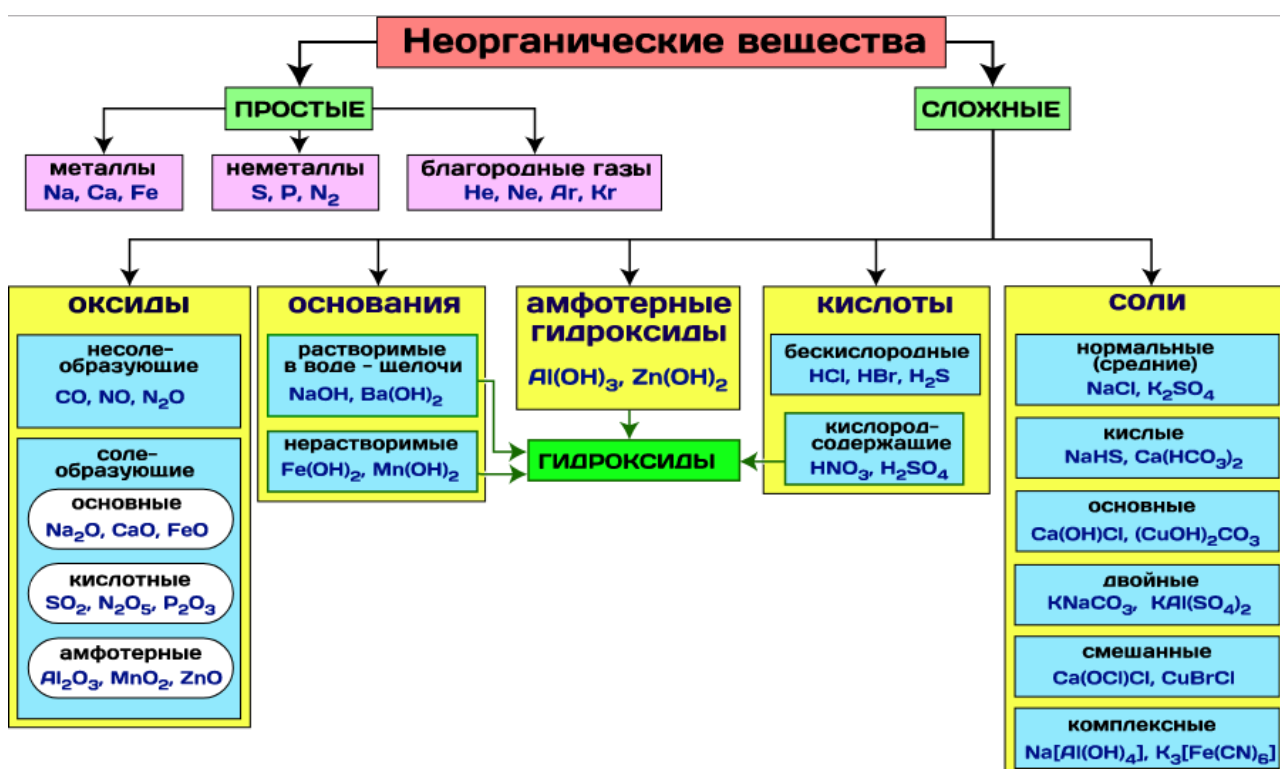 Неорганические вещества
ПРОСТЫЕ
СЛОЖНЫЕ
металлы
Na, Ca, Fe
неметаллы
S, P, N₂
благородные газы
He, Ne, Ar, Kr
оксиды
несоле-
образующие
CO, NO, N₂O
соле-
образующие
основные
Na₂O, CaO, FeO
кислотные
SO₂, N₂O₅, P₂O₃
амфотерные
Al₂O₃, MnO₂, ZnO
основания
растворимые
в воде - щелочи
NaOH, Ba(OH)₂
нерастворимые
Fe(OH)₂, Mn(OH)₂
амфотерные
гидроксиды
Al(OH)₃, Zn(OH)₂
ГИДРОКСИДЫ
кислоты
бескислородные
HCl, HBr, H₂S
кислород-
содержащие
HNO₃, H₂SO₄
соли
нормальные
(средние)
NaCl, K₂SO₄
кислые
NaHS, Ca(HCO₃)₂
основные
Ca(OH)Cl, (CuOH)₂CO₃
двойные
KNaCO₃, KAl(SO₄)₂
смешанные
Ca(OCl)Cl, CuBrCl
комплексные
Na[Al(OH)₄], K₃[Fe(CN)₆]